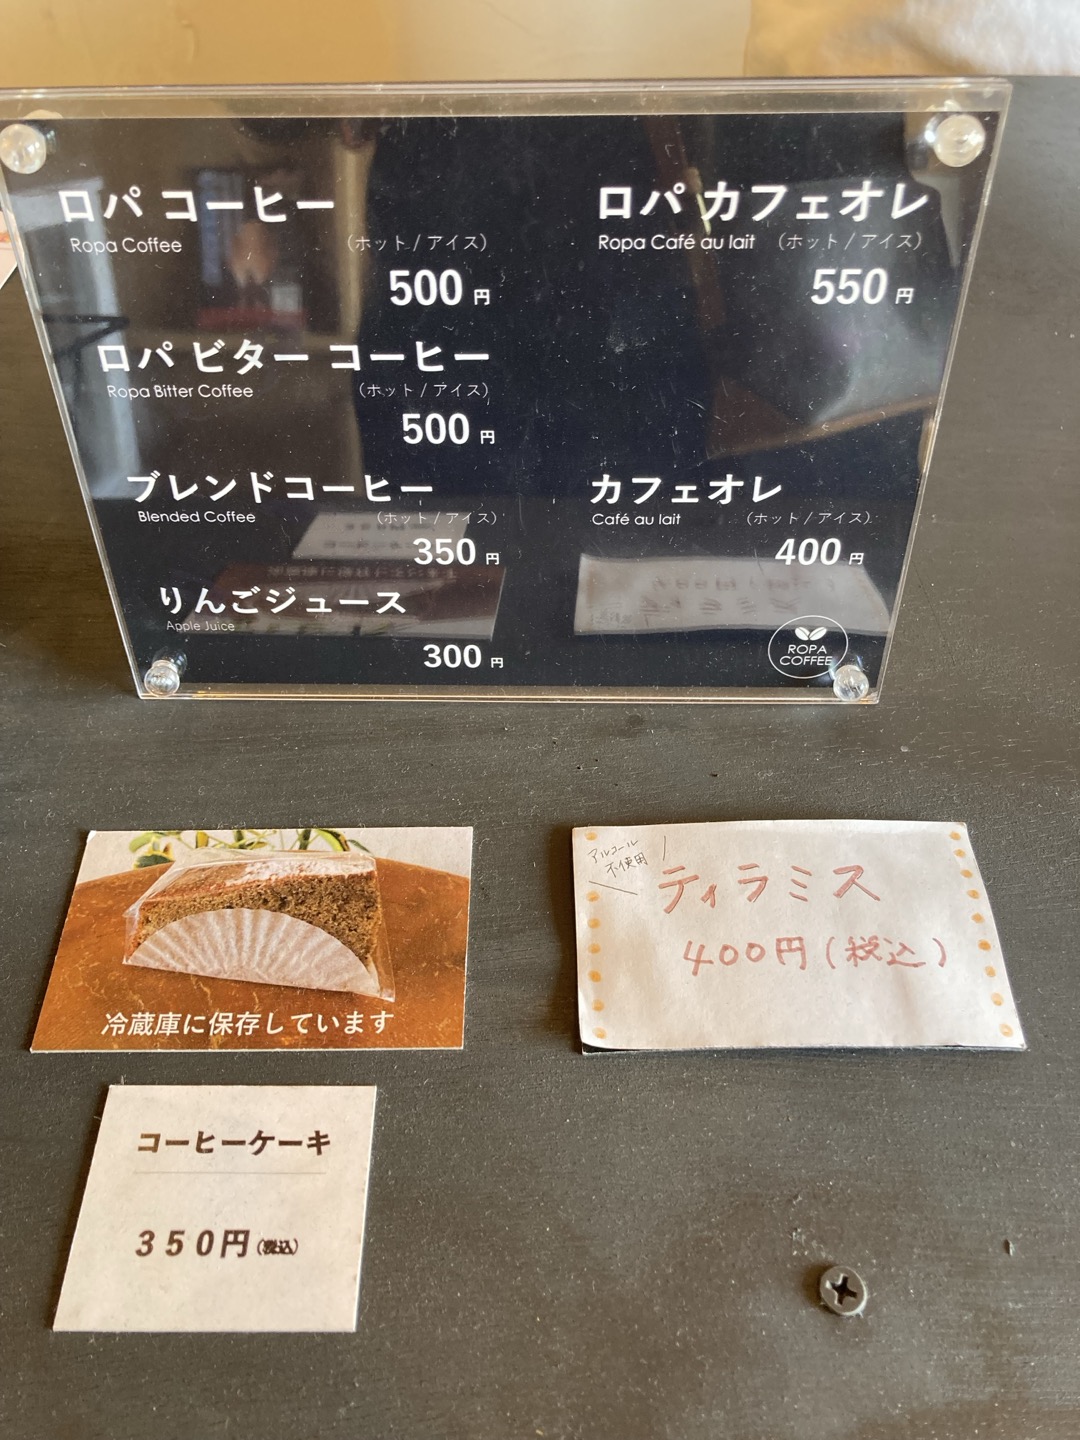 ロパ コーヒー
Ropa Coffee
（ホット / アイス）
500 円
ロパ カフェオレ
Ropa Café au lait （ホット / アイス）
550 円
ロパ ビター コーヒー
Ropa Bitter Coffee
（ホット / アイス）
500 円
ブレンドコーヒー
Blended Coffee
（ホット / アイス）
350 円
カフェオレ
Café au lait
（ホット / アイス）
400 円
りんごジュース
Apple Juice
300 円
ROPA
COFFEE
冷蔵庫に保存しています
アルコール
不使用
ティラミス
400円（税込）
コーヒーケーキ
350円（税込）